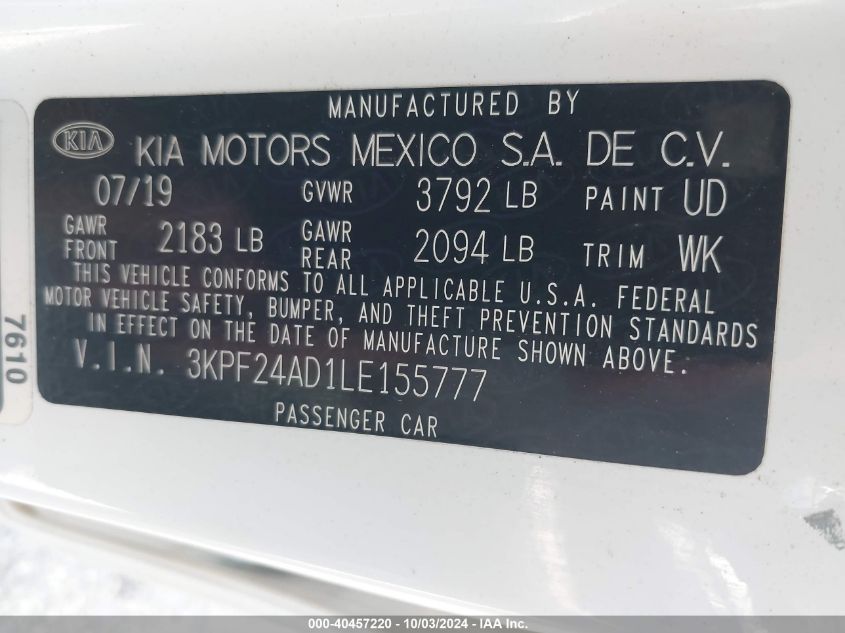 MANUFACTURED BY
KIA KIA MOTORS MEXICO S.A. DE C.V.
07/19 GVWR 3792 LB PAINT UD
GAWR FRONT 2183 LB GAWR REAR 2094 LB TRIM WK
THIS VEHICLE CONFORMS TO ALL APPLICABLE U.S.A. FEDERAL
MOTOR VEHICLE SAFETY, BUMPER, AND THEFT PREVENTION STANDARDS
IN EFFECT ON THE DATE OF MANUFACTURE SHOWN ABOVE.
V.I.N. 3KPF24AD1LE155777
PASSENGER CAR
7610
000-40457220 - 10/03/2024 - IAA Inc.